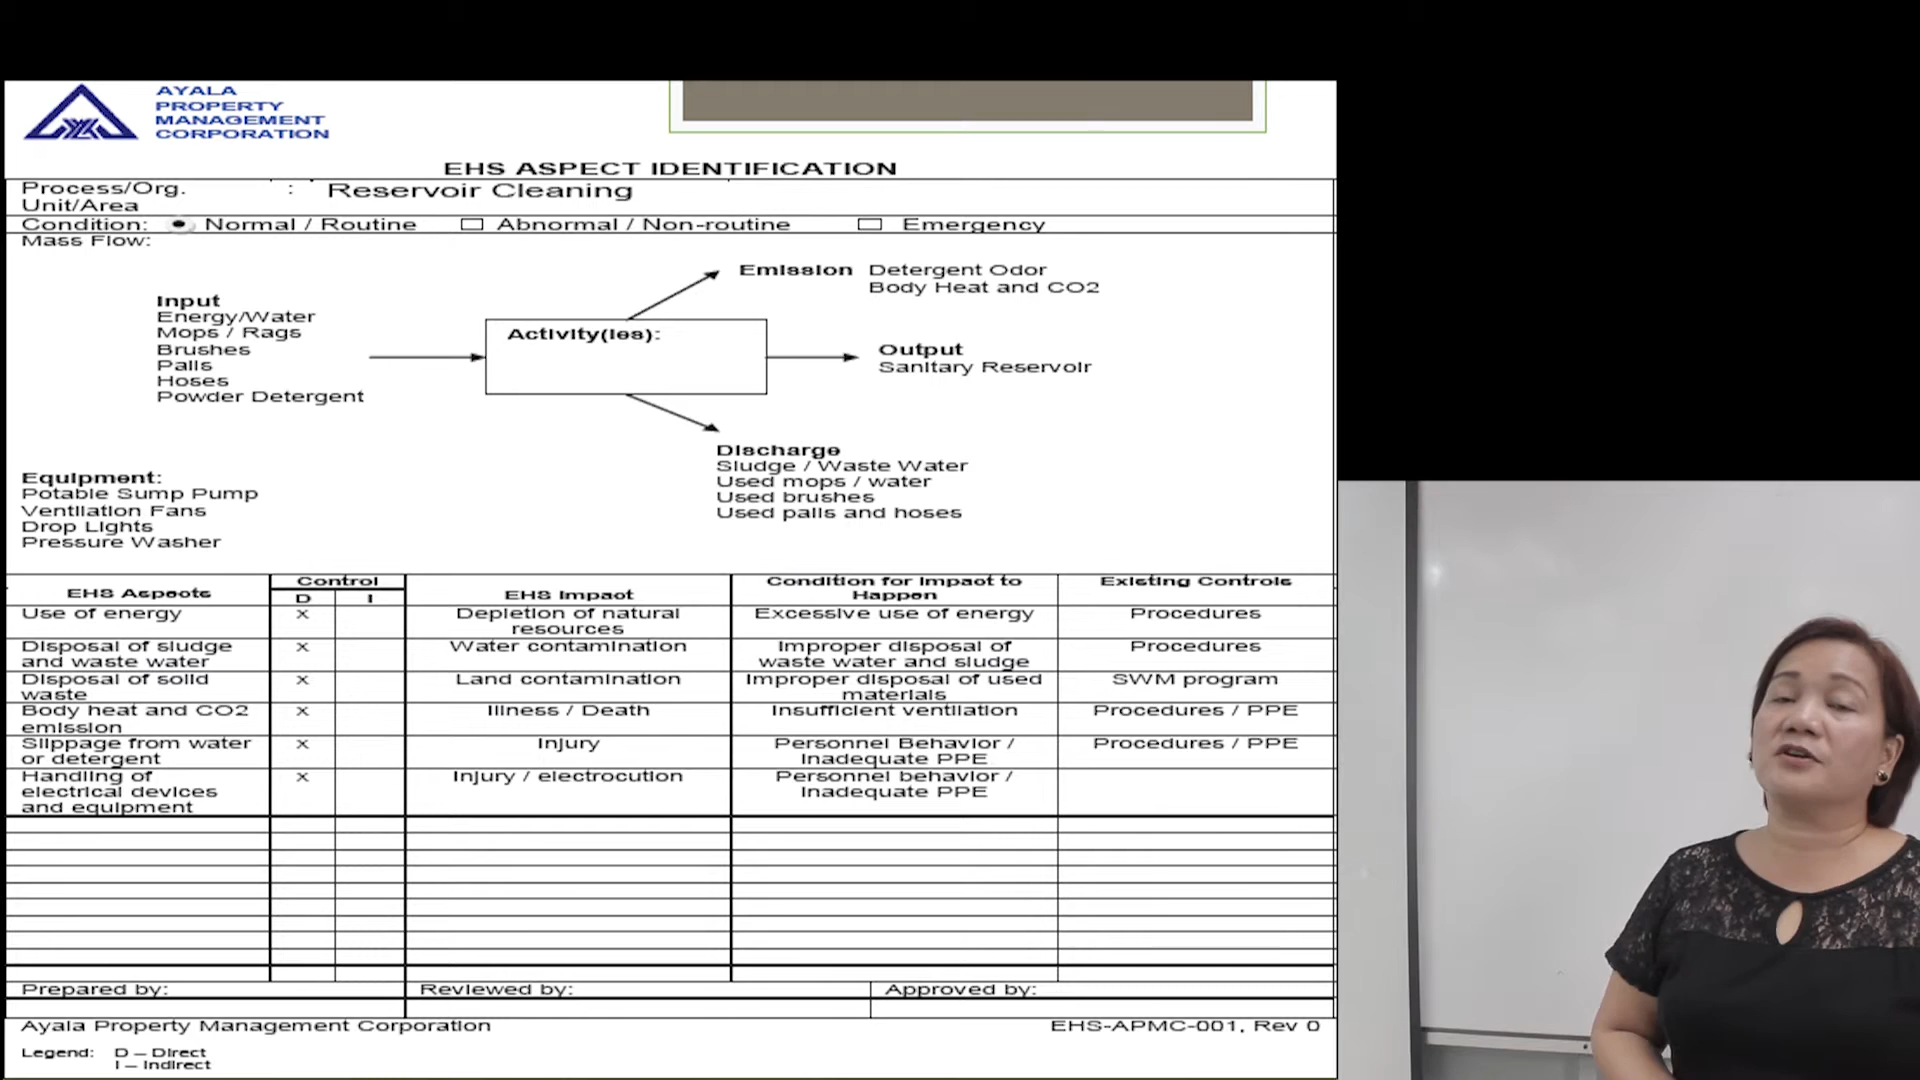 AYALA
PROPERTY
MANAGEMENT
CORPORATION
EHS ASPECT IDENTIFICATION
Process/Org. : Reservoir Cleaning
Unit/Area
Condition: Normal / Routine Abnormal / Non-routine Emergency
Mass Flow:
Emission Detergent Odor
Body Heat and CO2
Input
Energy/Water
Mops / Rags
Brushes
Pails
Hoses
Powder Detergent
Activity(ies):
Output
Sanitary Reservoir
Discharge
Sludge / Waste Water
Used mops / water
Used brushes
Used pails and hoses
Equipment:
Potable Sump Pump
Ventilation Fans
Drop Lights
Pressure Washer
EHS Aspects Control EHS Impact Condition for Impact to Existing Controls
D I Happen
Use of energy x Depletion of natural Excessive use of energy Procedures
resources
Disposal of sludge x Water contamination Improper disposal of Procedures
and waste water waste water and sludge
Disposal of solid x Land contamination Improper disposal of used SWM program
waste materials
Body heat and CO2 x Illness / Death Insufficient ventilation Procedures / PPE
emission
Slippage from water x Injury Personnel Behavior / Procedures / PPE
or detergent Inadequate PPE
Handling of x Injury / electrocution Personnel behavior /
electrical devices Inadequate PPE
and equipment
Prepared by: Reviewed by: Approved by:
Ayala Property Management Corporation EHS-APMC-001, Rev 0
Legend: D – Direct
I – Indirect